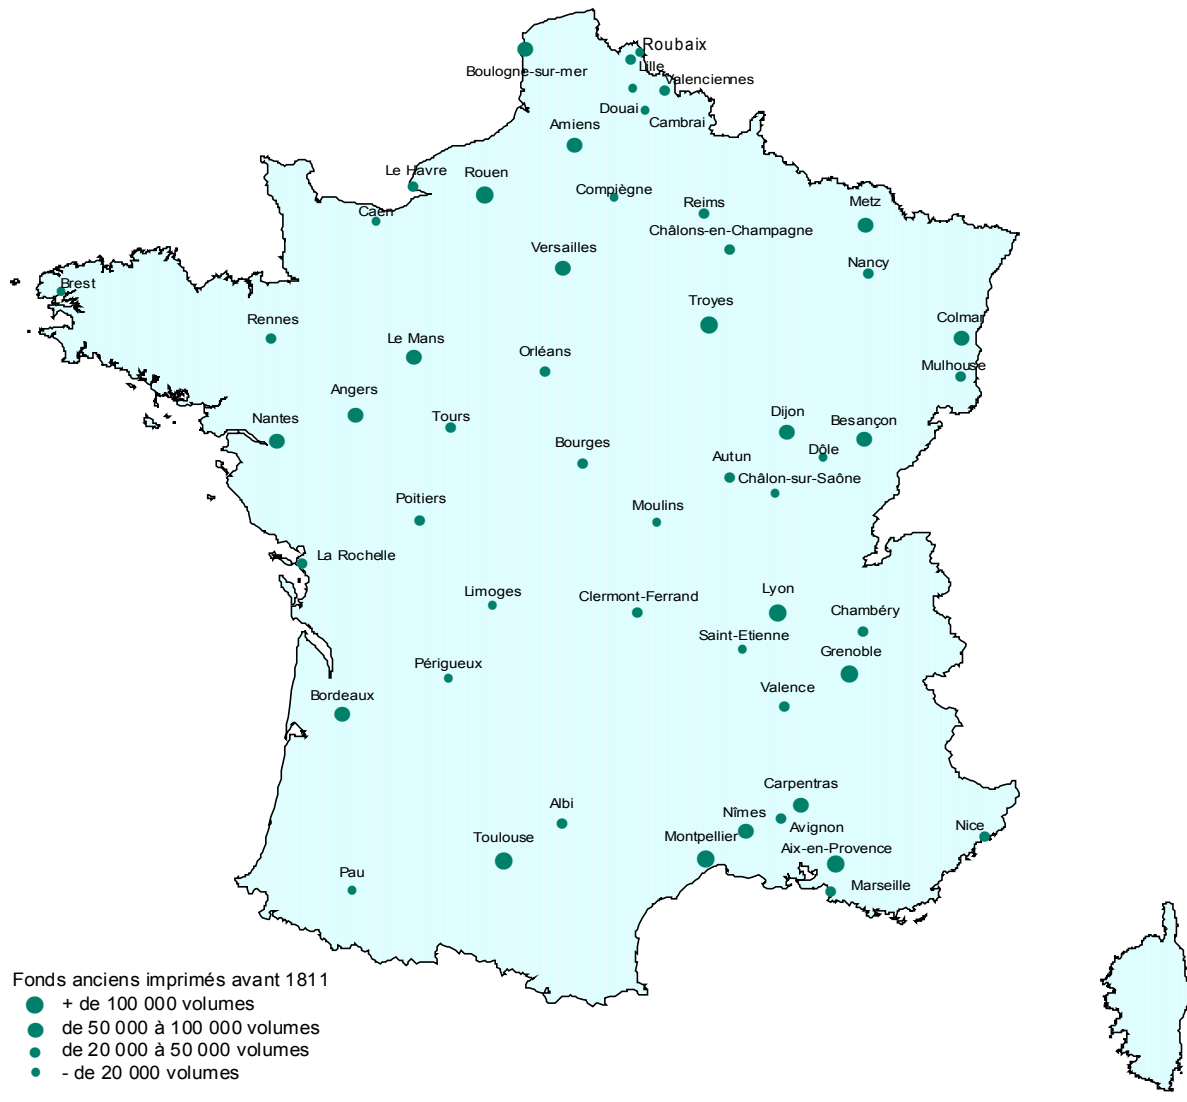 Roubaix
Lille
Boulogne-sur-mer
Valenciennes
Douai
Cambrai
Amiens
Le Havre
Rouen
Compiègne
Reims
Metz
Caen
Châlons-en-Champagne
Versailles
Nancy
Brest
Troyes
Rennes
Colmar
Le Mans
Orléans
Mulhouse
Angers
Nantes
Tours
Dijon
Besançon
Bourges
Dôle
Autun
Châlon-sur-Saône
Poitiers
Moulins
La Rochelle
Limoges
Clermont-Ferrand
Lyon
Chambéry
Saint-Etienne
Grenoble
Périgueux
Valence
Bordeaux
Carpentras
Albi
Nîmes
Avignon
Nice
Toulouse
Montpellier
Aix-en-Provence
Pau
Marseille
Fonds anciens imprimés avant 1811
+ de 100 000 volumes
de 50 000 à 100 000 volumes
de 20 000 à 50 000 volumes
- de 20 000 volumes